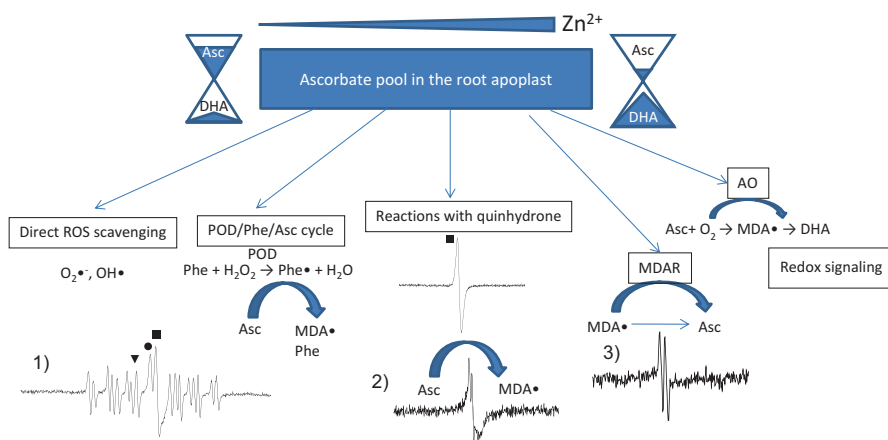 Zn²⁺
Asc
DHA
Ascorbate pool in the root apoplast
Asc
DHA
AO
Asc+ O₂ → MDA• → DHA
Redox signaling
Direct ROS scavenging
O₂•⁻, OH•
POD/Phe/Asc cycle
POD
Phe + H₂O₂ → Phe• + H₂O
Asc
MDA•
Phe
Reactions with quinhydrone
Asc
MDA•
MDAR
MDA•
Asc
1)
2)
3)